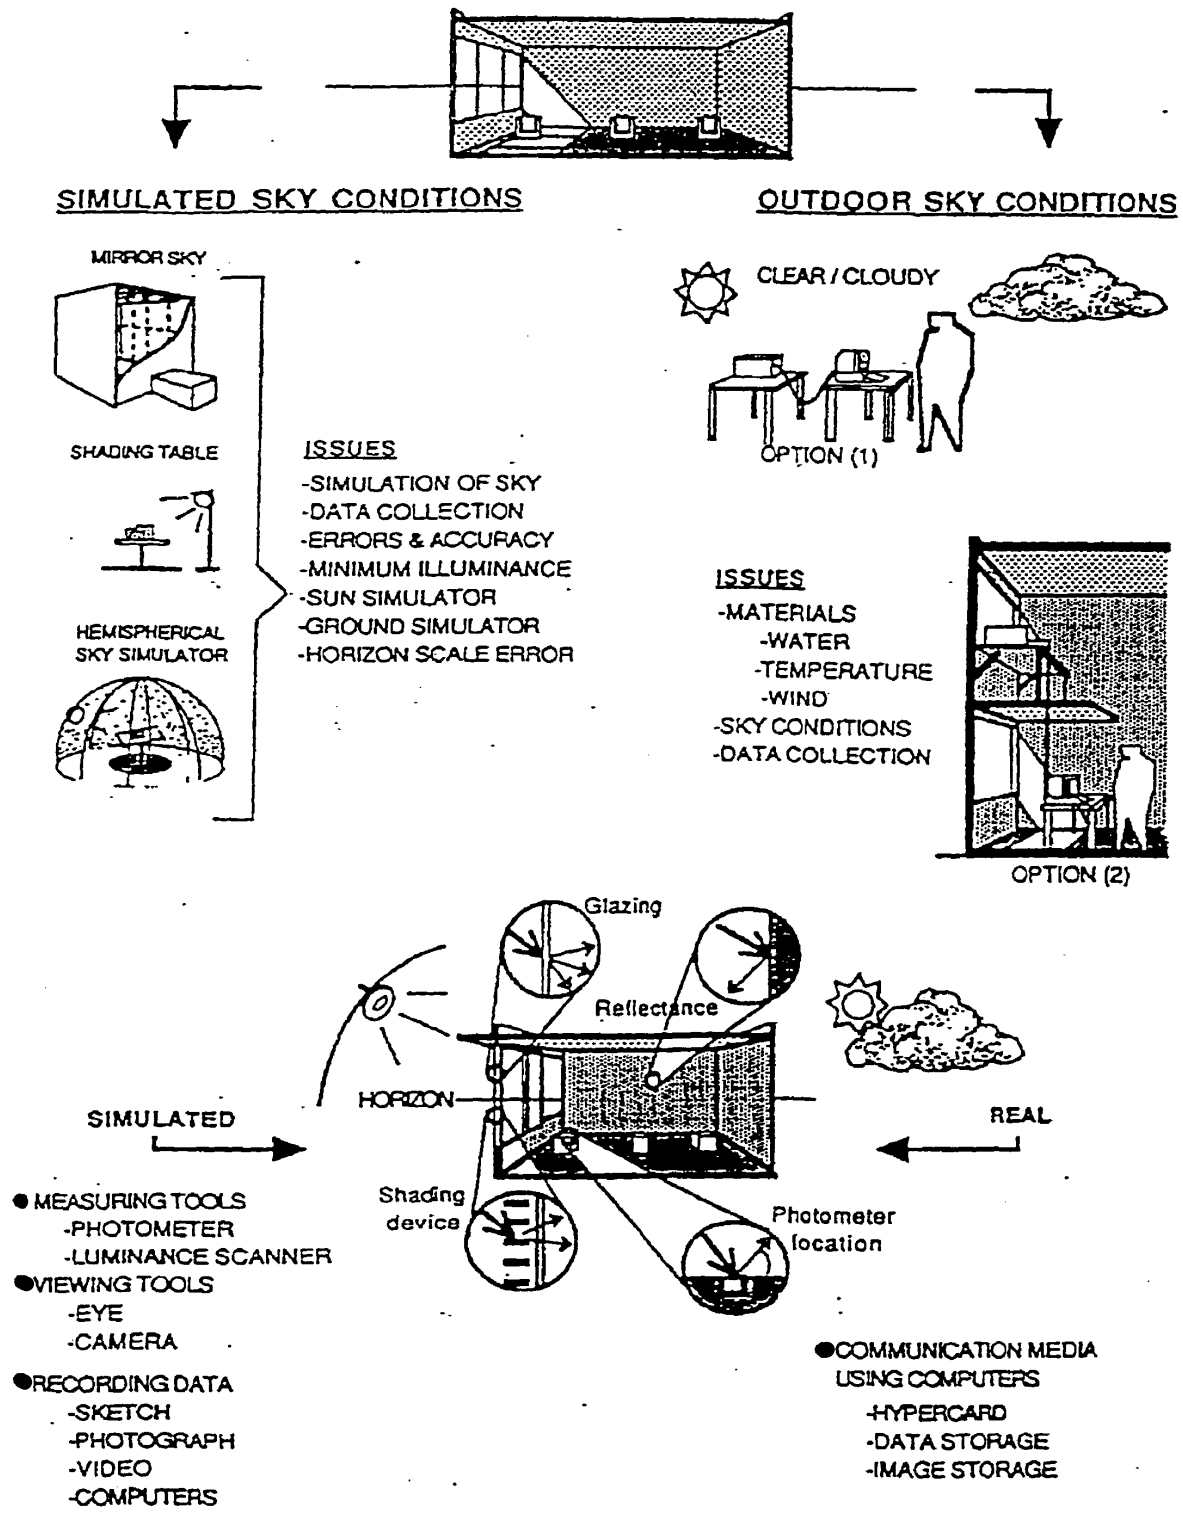 SIMULATED SKY CONDITIONS
MIRROR SKY
SHADING TABLE
HEMISPHERICAL
SKY SIMULATOR
ISSUES
-SIMULATION OF SKY
-DATA COLLECTION
-ERRORS & ACCURACY
-MINIMUM ILLUMINANCE
-SUN SIMULATOR
-GROUND SIMULATOR
-HORIZON SCALE ERROR
OUTDOOR SKY CONDITIONS
CLEAR / CLOUDY
OPTION (1)
ISSUES
-MATERIALS
-WATER
-TEMPERATURE
-WIND
-SKY CONDITIONS
-DATA COLLECTION
OPTION (2)
Glazing
Reflectance
HORIZON
SIMULATED
REAL
Shading
device
Photometer
location
● MEASURING TOOLS
-PHOTOMETER
-LUMINANCE SCANNER
●VIEWING TOOLS
-EYE
-CAMERA
●RECORDING DATA
-SKETCH
-PHOTOGRAPH
-VIDEO
-COMPUTERS
●COMMUNICATION MEDIA
USING COMPUTERS
-HYPERCARD
-DATA STORAGE
-IMAGE STORAGE